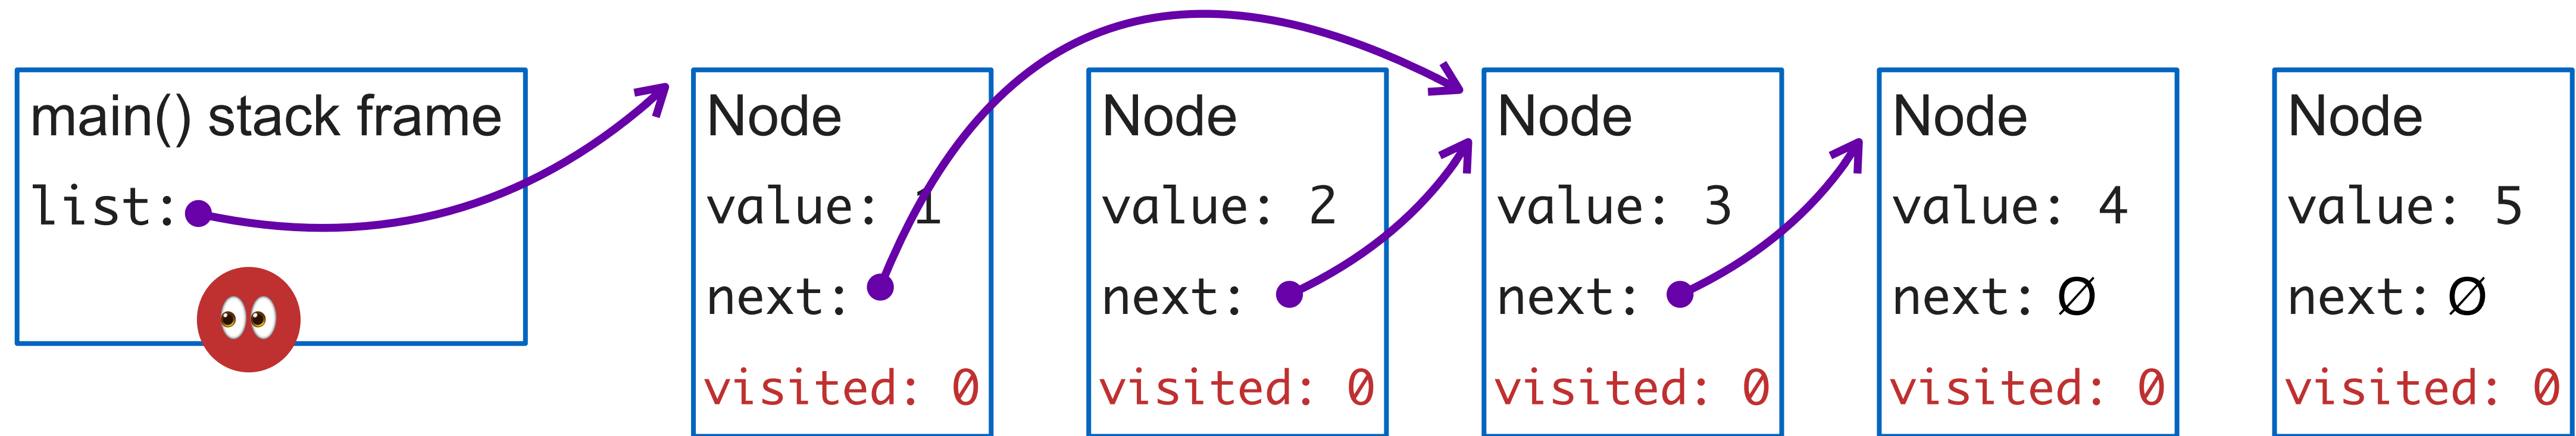 main() stack frame
list:
Node
value: 1
next:
visited: 0
Node
value: 2
next:
visited: 0
Node
value: 3
next:
visited: 0
Node
value: 4
next: Ø
visited: 0
Node
value: 5
next: Ø
visited: 0